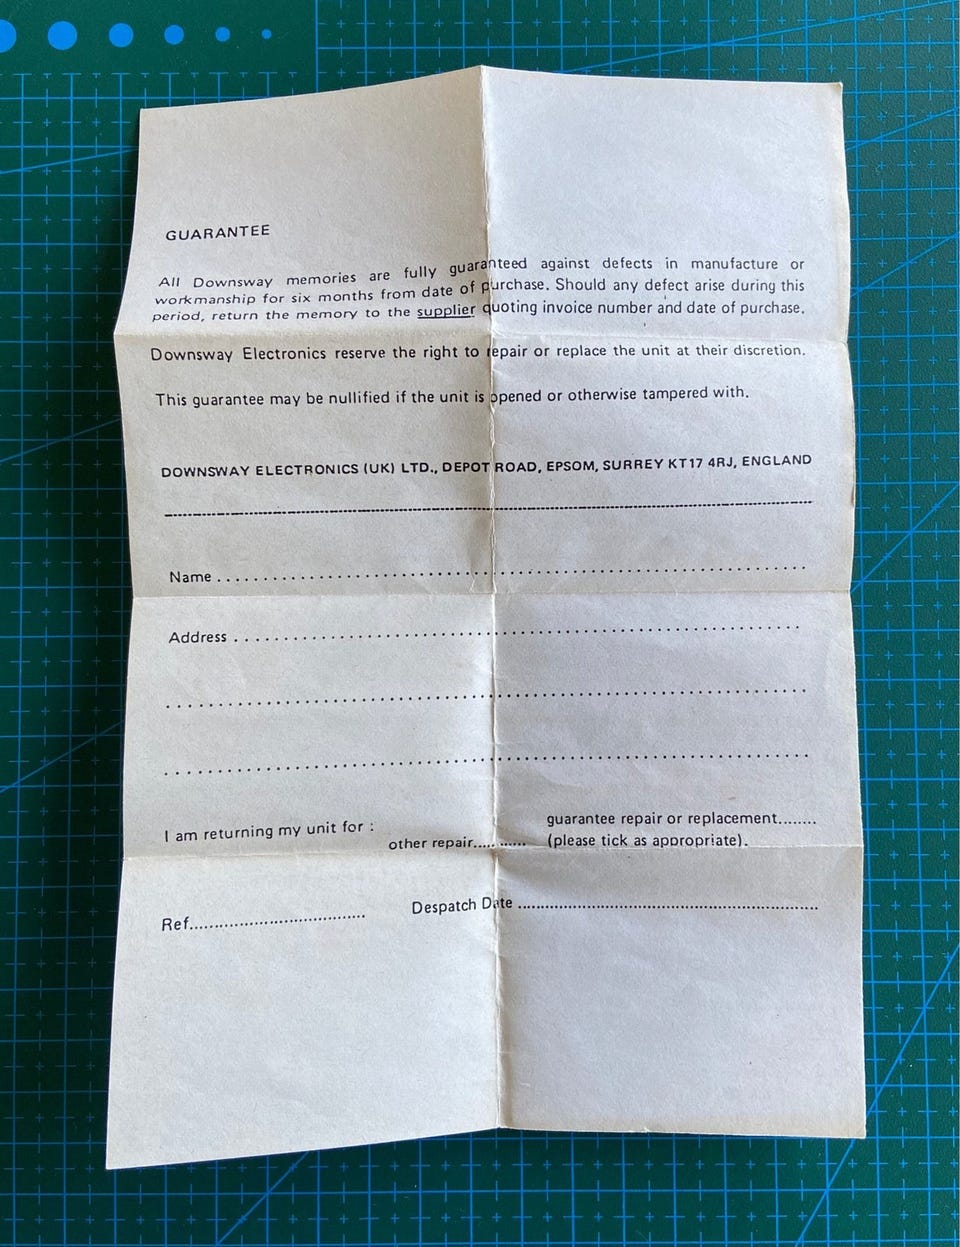 GUARANTEE
All Downsway memories are fully guaranteed against defects in manufacture or
workmanship for six months from date of purchase. Should any defect arise during this
period, return the memory to the supplier quoting invoice number and date of purchase.
Downsway Electronics reserve the right to repair or replace the unit at their discretion.
This guarantee may be nullified if the unit is opened or otherwise tampered with.
DOWNSWAY ELECTRONICS (UK) LTD., DEPOT ROAD, EPSOM, SURREY KT17 4RJ, ENGLAND
Name
Address
I am returning my unit for : guarantee repair or replacement........
other repair........... (please tick as appropriate).
Ref................................... Despatch Date ............................................................